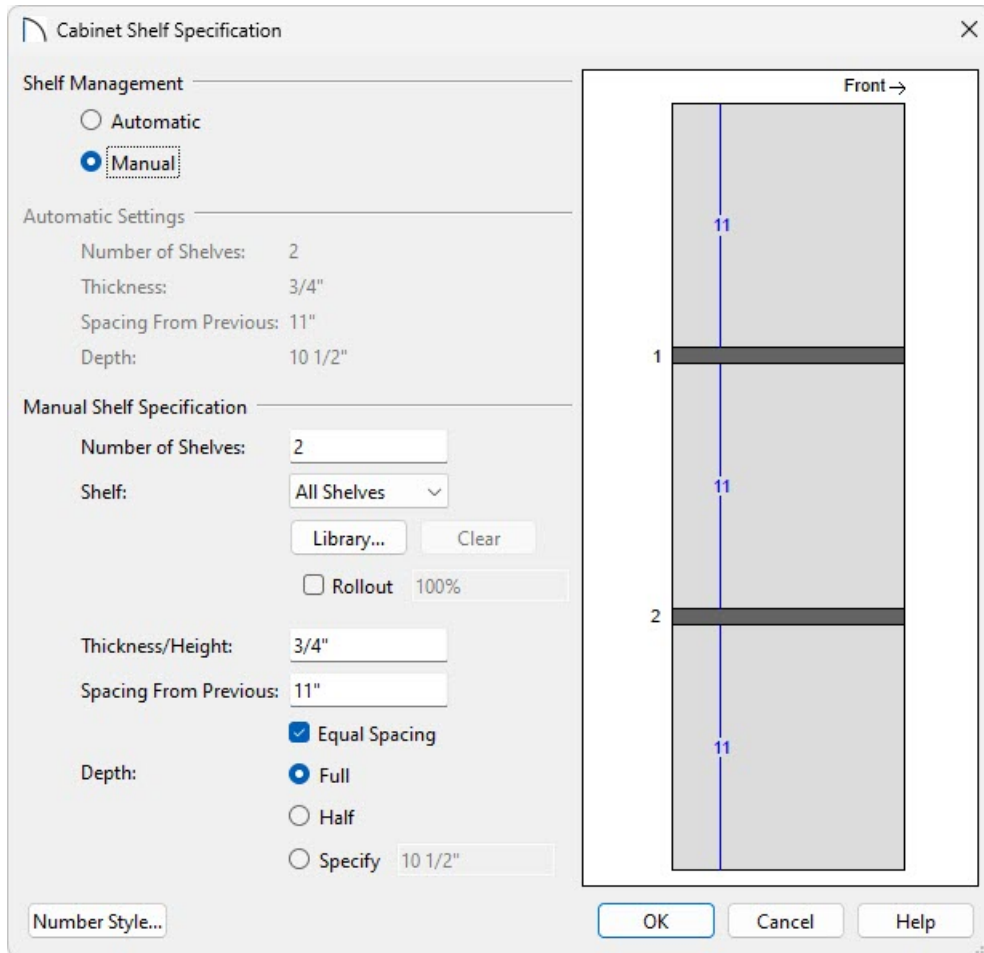 Cabinet Shelf Specification
Shelf Management
Automatic
Manual
Automatic Settings
Number of Shelves: 2
Thickness: 3/4"
Spacing From Previous: 11"
Depth: 10 1/2"
Manual Shelf Specification
Number of Shelves: 2
Shelf: All Shelves
Library... Clear
Rollout 100%
Thickness/Height: 3/4"
Spacing From Previous: 11"
Equal Spacing
Depth: Full
Half
Specify 10 1/2"
Front
11
1
11
2
11
Number Style... OK Cancel Help